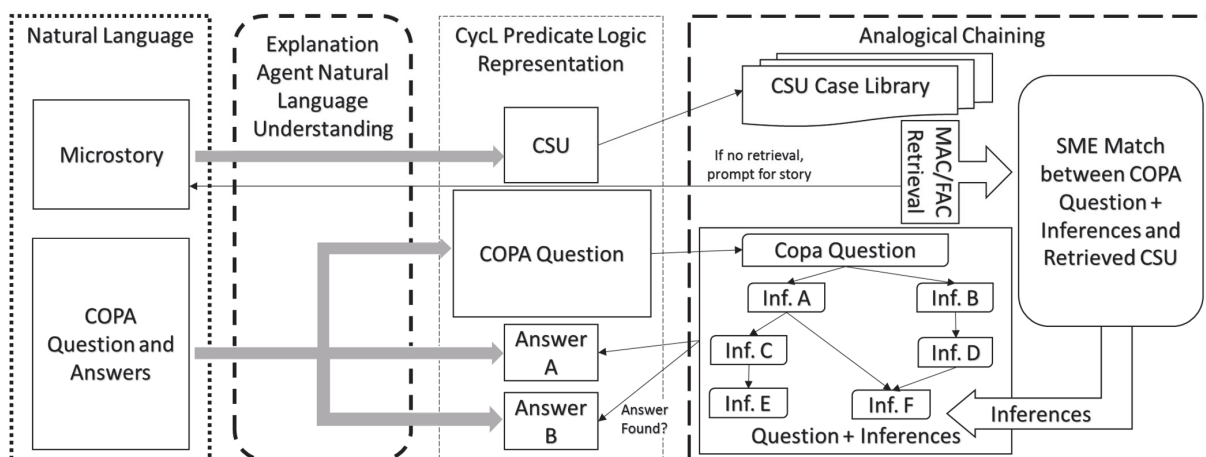 Natural Language
Microstory
COPA
Question and
Answers
Explanation
Agent Natural
Language
Understanding
CycL Predicate Logic
Representation
CSU
COPA Question
Answer
A
Answer
B
Answer
Found?
If no retrieval,
prompt for story
Analogical Chaining
CSU Case Library
MAC/FAC
Retrieval
SME Match
between COPA
Question +
Inferences and
Retrieved CSU
Copa Question
Inf. A
Inf. B
Inf. C
Inf. D
Inf. E
Inf. F
Question + Inferences
Inferences